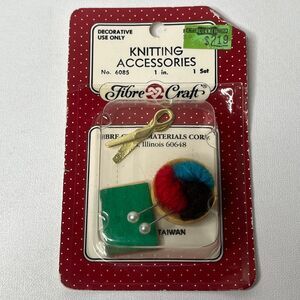 DECORATIVE
USE ONLY
$2.19
KNITTING
ACCESSORIES
No. 6085 1 in. 1 Set
Fibre Craft®
MATERIALS CORP.
Illinois 60648
TAIWAN